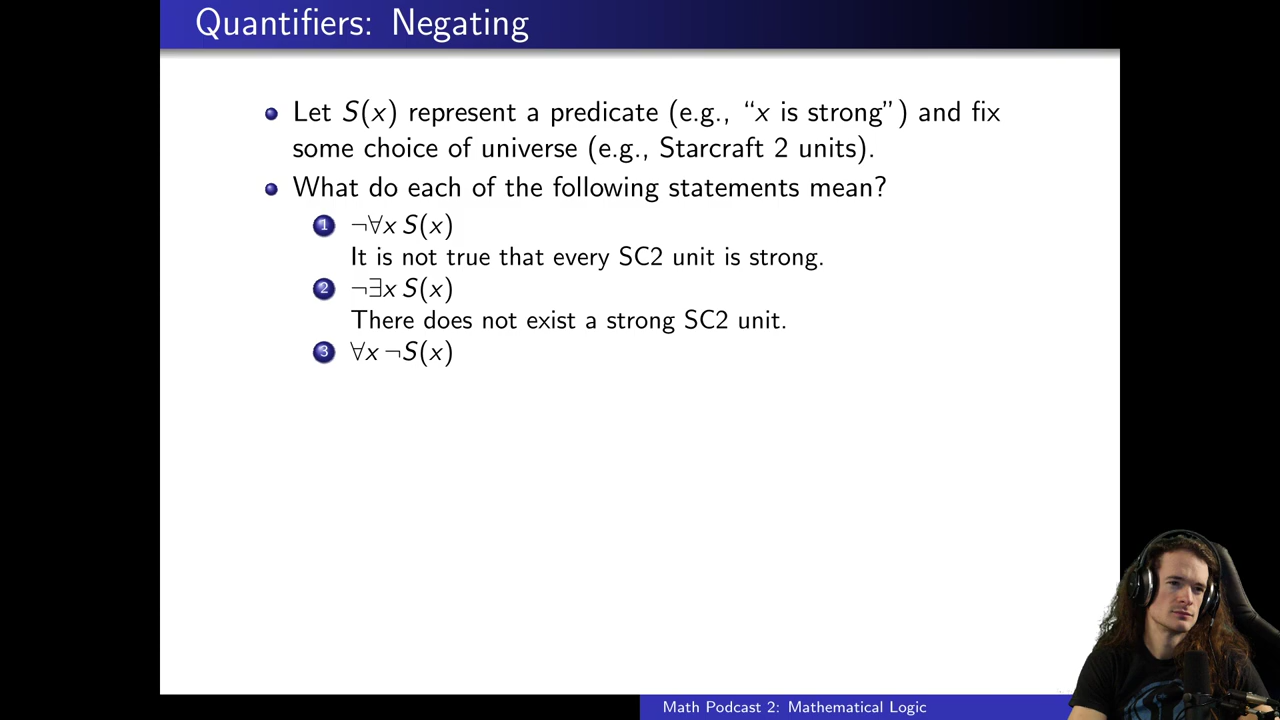 Quantifiers: Negating
Let S(x) represent a predicate (e.g., “x is strong”) and fix
some choice of universe (e.g., Starcraft 2 units).
What do each of the following statements mean?
1 ¬∀x S(x)
It is not true that every SC2 unit is strong.
2 ¬∃x S(x)
There does not exist a strong SC2 unit.
3 ∀x ¬S(x)
Math Podcast 2: Mathematical Logic